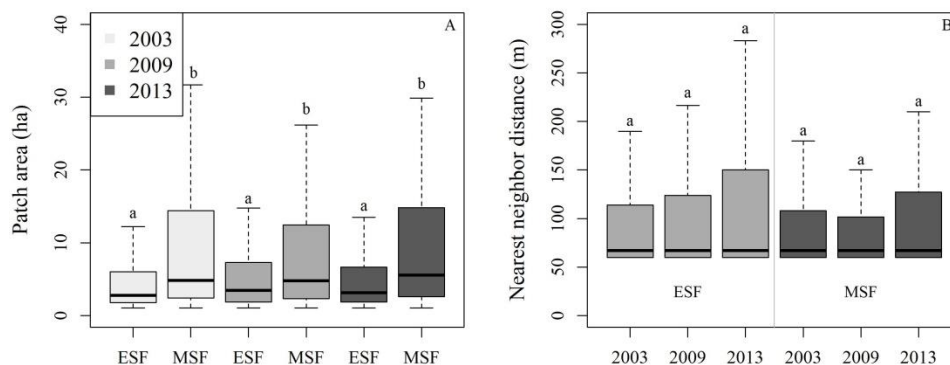 A
2003
2009
2013
Patch area (ha)
40
30
20
10
0
a
b
a
b
a
b
ESF MSF ESF MSF ESF MSF
B
Nearest neighbor distance (m)
300
250
200
150
100
50
0
a
a
a
a
a
a
ESF MSF
2003 2009 2013 2003 2009 2013